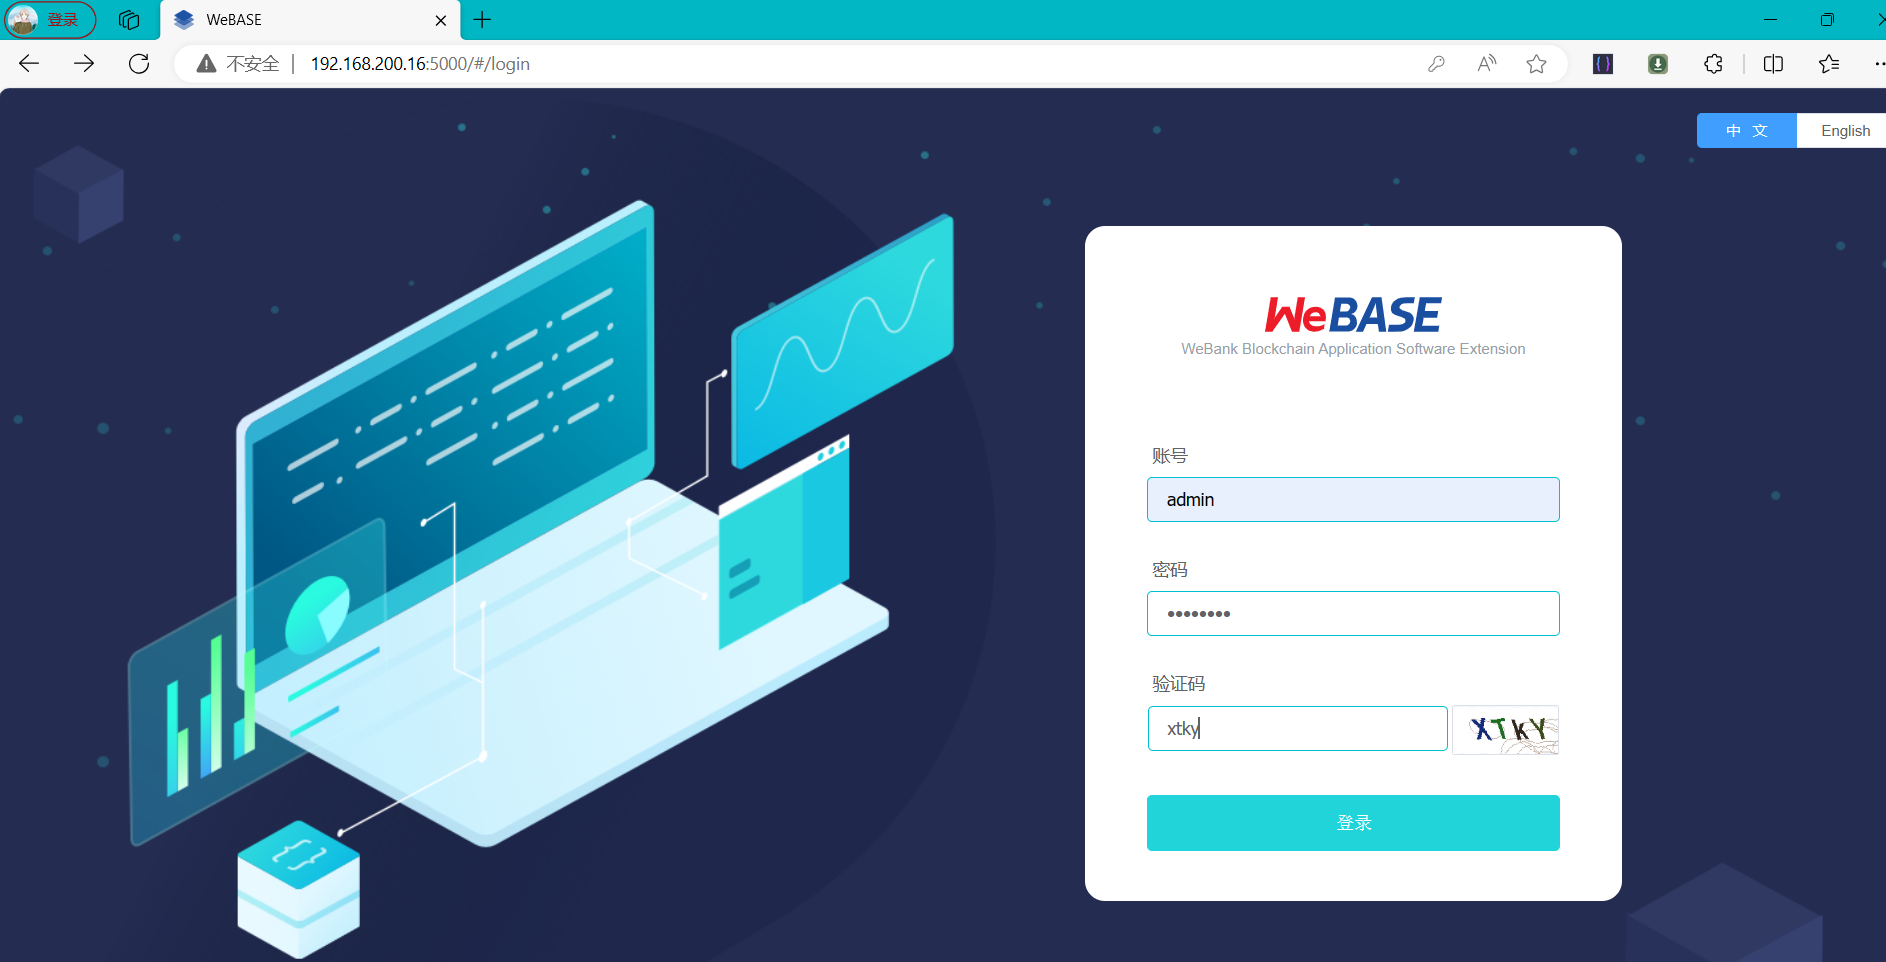 登录
WeBASE
不安全
192.168.200.16:5000/#/login
中 文
English
WeBASE
WeBank Blockchain Application Software Extension
账号
admin
密码
••••••••
验证码
xtky
XTKY
登录